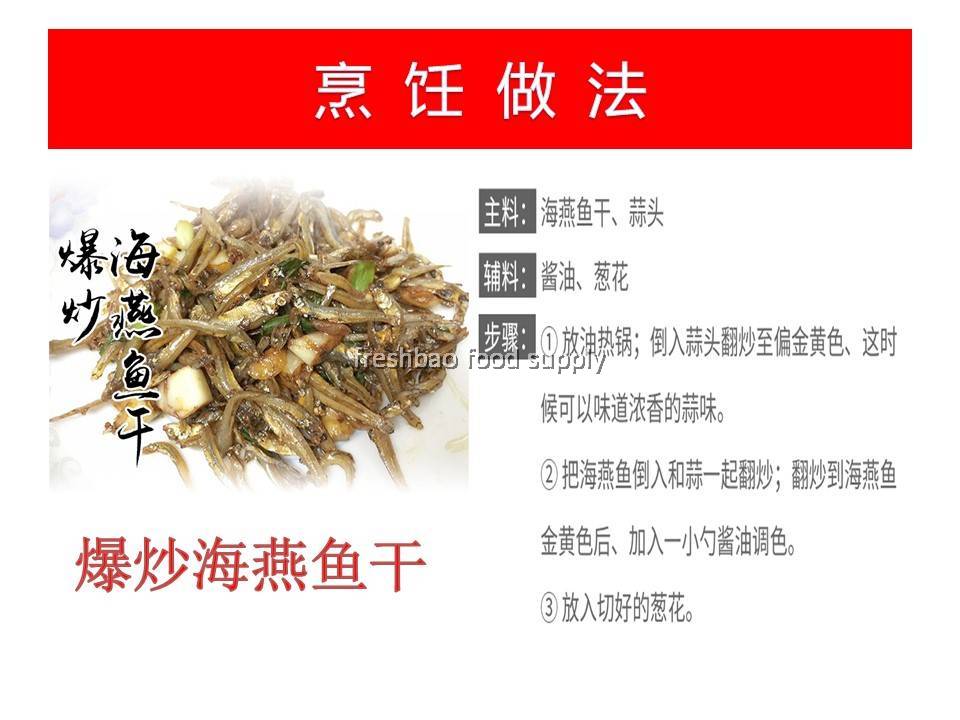 烹饪做法
爆炒
海燕鱼干
爆炒海燕鱼干
主料：海燕鱼干、蒜头
辅料：酱油、葱花
步骤：①放油热锅；倒入蒜头翻炒至偏金黄色、这时
候可以味道浓香的蒜味。
②把海燕鱼倒入和蒜一起翻炒；翻炒到海燕鱼
金黄色后、加入一小勺酱油调色。
③放入切好的葱花。
freshbao food supply